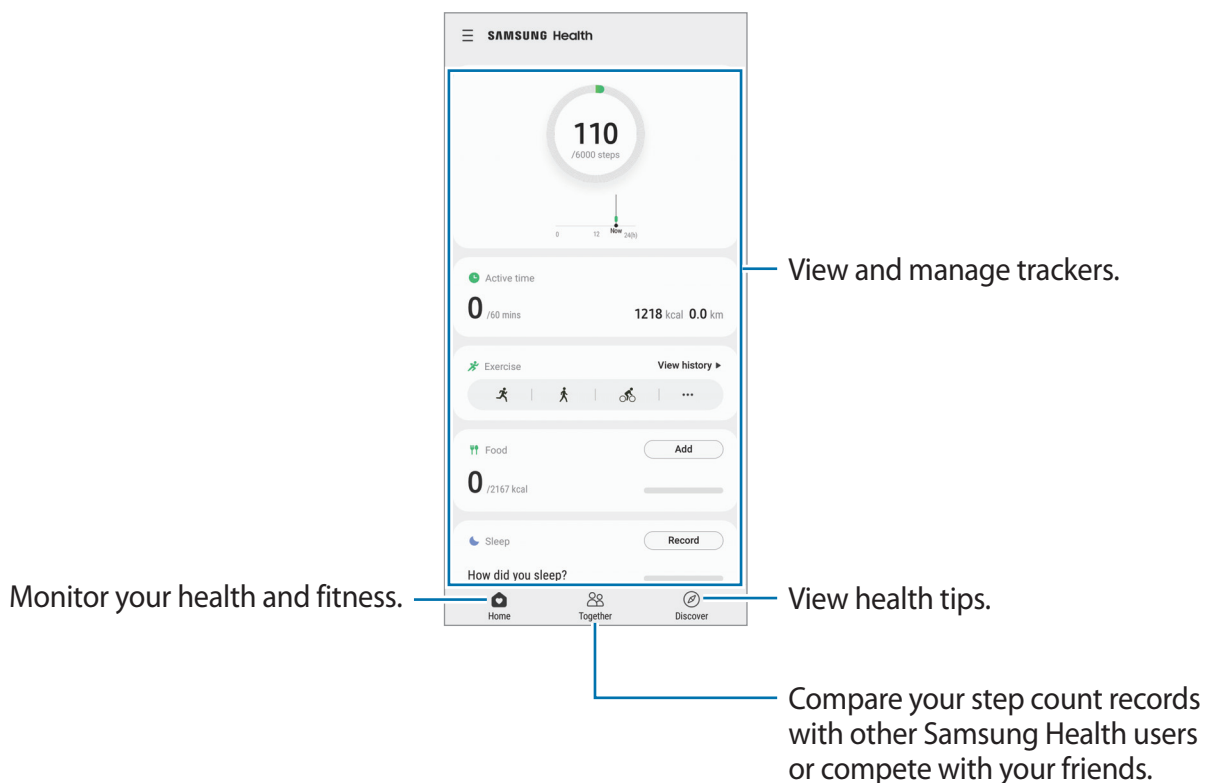 SAMSUNG Health
110
/6000 steps
0 12 Now 24(h)
Active time
0 /60 mins 1218 kcal 0.0 km
Exercise View history
Food Add
0 /2167 kcal
Sleep Record
How did you sleep?
Home Together Discover
View and manage trackers.
Monitor your health and fitness.
View health tips.
Compare your step count records
with other Samsung Health users
or compete with your friends.